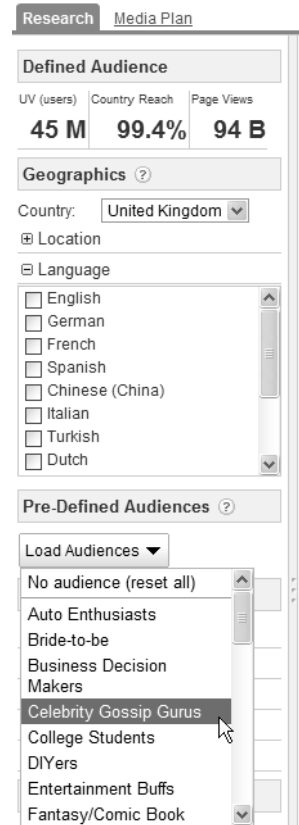 Research Media Plan
Defined Audience
UV (users) Country Reach Page Views
45 M 99.4% 94 B
Geographics ?
Country: United Kingdom
Location
Language
English
German
French
Spanish
Chinese (China)
Italian
Turkish
Dutch
Pre-Defined Audiences ?
Load Audiences
No audience (reset all)
Auto Enthusiasts
Bride-to-be
Business Decision
Makers
Celebrity Gossip Gurus
College Students
DIYers
Entertainment Buffs
Fantasy/Comic Book